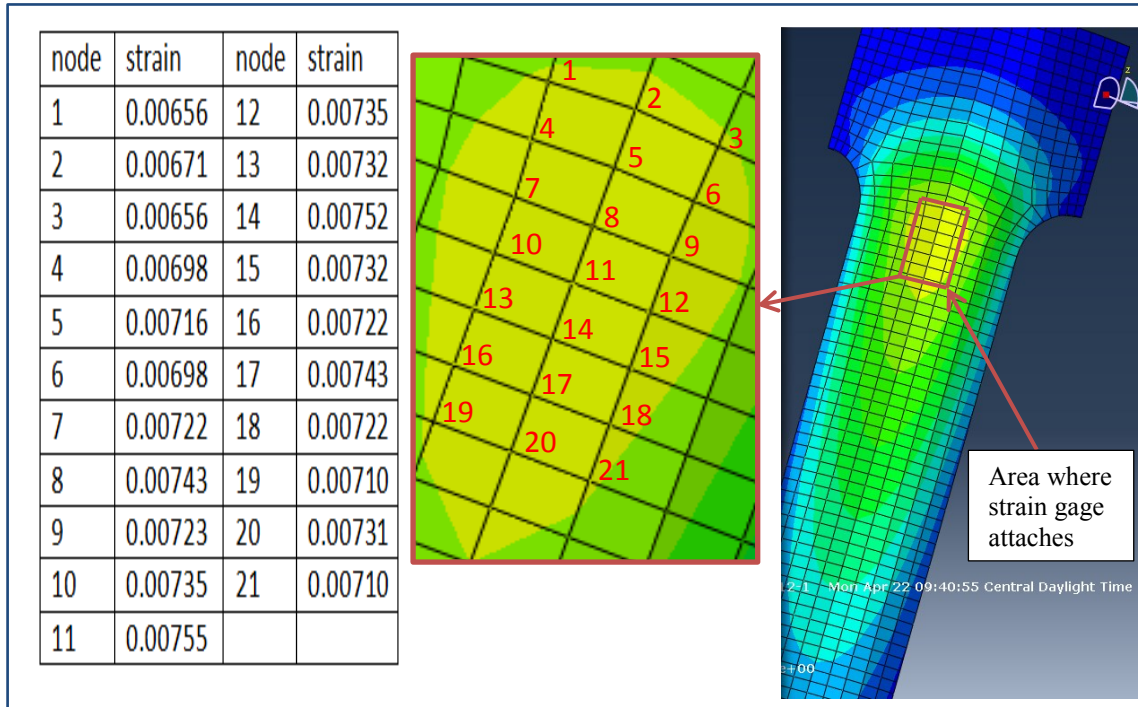 node strain node strain
1 0.00656 12 0.00735
2 0.00671 13 0.00732
3 0.00656 14 0.00752
4 0.00698 15 0.00732
5 0.00716 16 0.00722
6 0.00698 17 0.00743
7 0.00722 18 0.00722
8 0.00743 19 0.00710
9 0.00723 20 0.00731
10 0.00735 21 0.00710
11 0.00755
1
2
3
4
5
6
7
8
9
10
11
12
13
14
15
16
17
18
19
20
21
z
Area where
strain gage
attaches
12-1 Mon Apr 22 09:40:55 Central Daylight Time
e+00